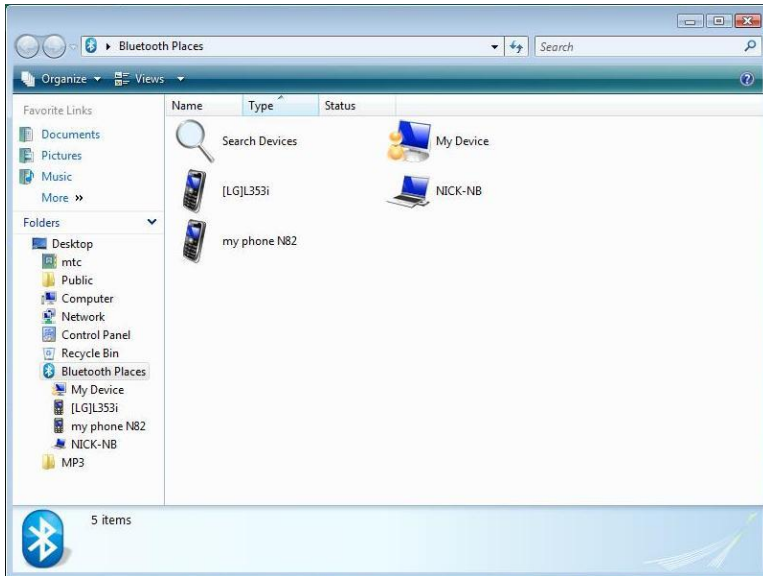 Bluetooth Places
Search
Organize Views
Favorite Links
Documents
Pictures
Music
More »
Folders
Desktop
mtc
Public
Computer
Network
Control Panel
Recycle Bin
Bluetooth Places
My Device
[LG]L353i
my phone N82
NICK-NB
MP3
Name Type Status
Search Devices My Device
[LG]L353i NICK-NB
my phone N82
5 items